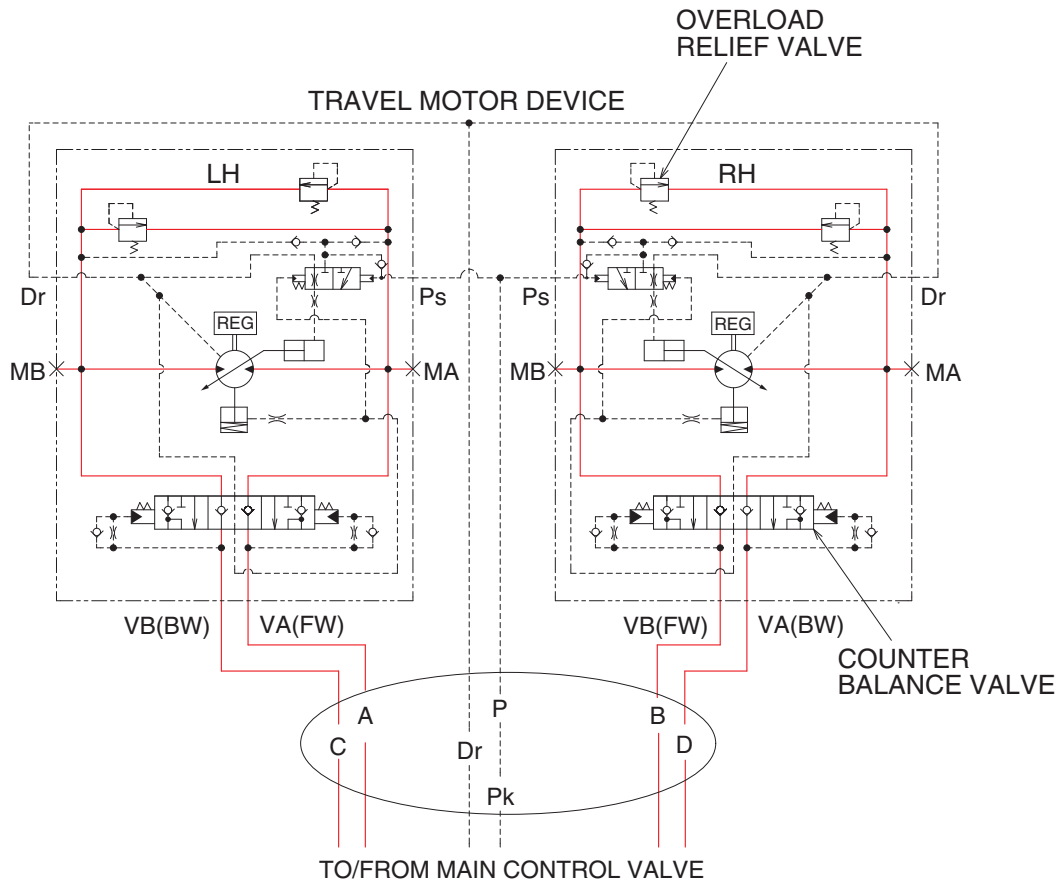 OVERLOAD
RELIEF VALVE
TRAVEL MOTOR DEVICE
LH
RH
Dr
Ps
Ps
Dr
REG
REG
MB
MA
MB
MA
VB(BW)
VA(FW)
VB(FW)
VA(BW)
COUNTER
BALANCE VALVE
A
P
B
C
Dr
D
Pk
TO/FROM MAIN CONTROL VALVE